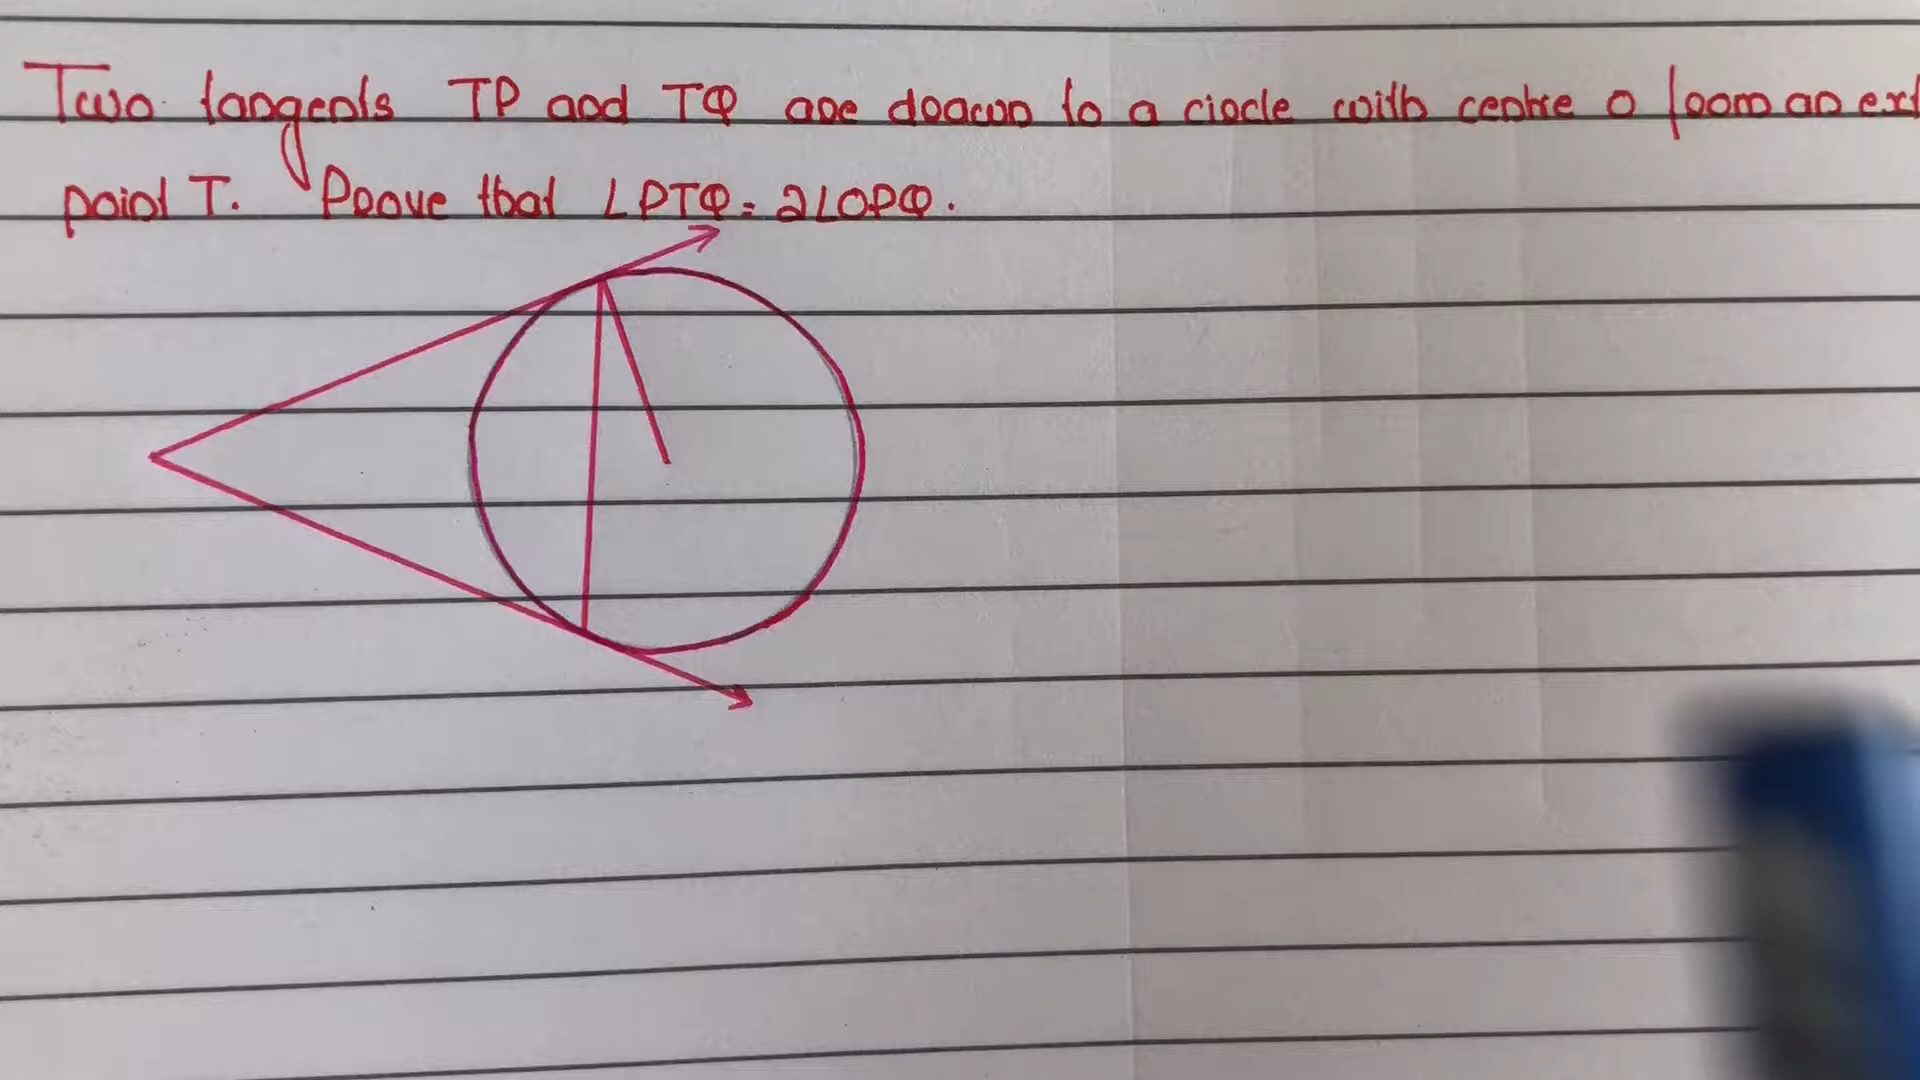 Two tangents TP and TQ are drawn to a circle with centre O from an ext
point T. Prove that ∠PTQ = 2∠OPQ.